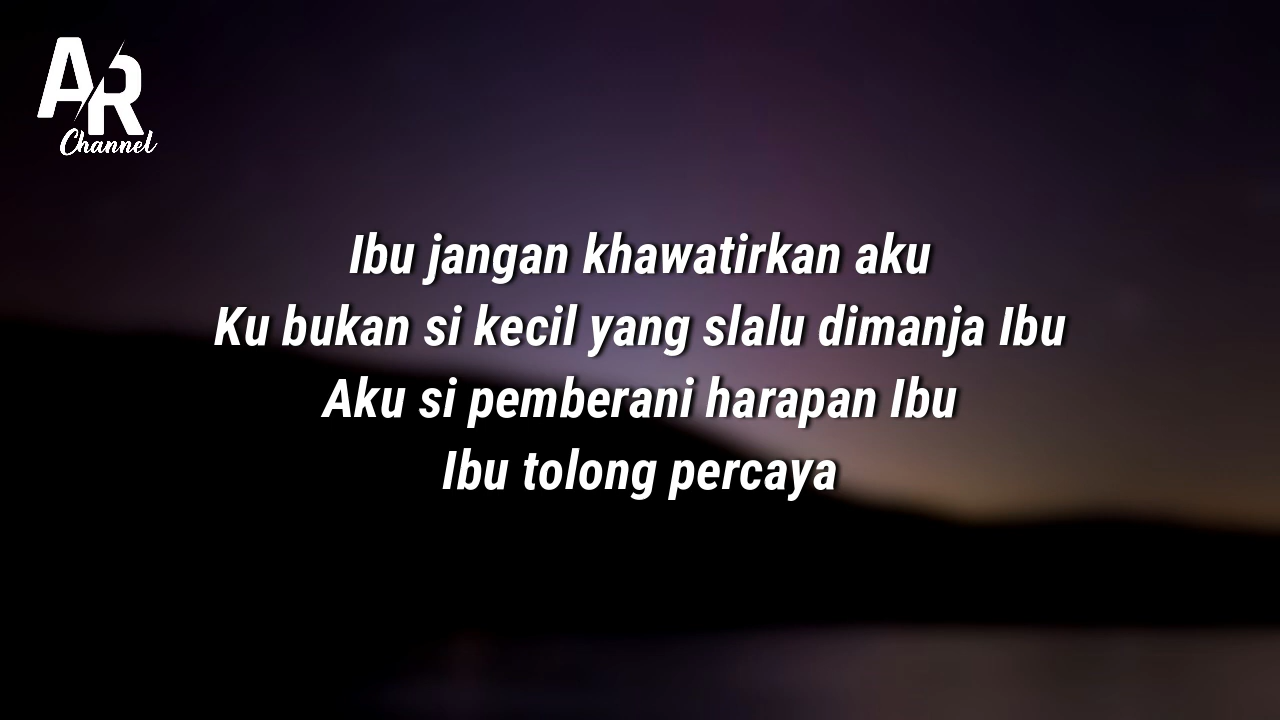 AR
Channel
Ibu jangan khawatirkan aku
Ku bukan si kecil yang slalu dimanja Ibu
Aku si pemberani harapan Ibu
Ibu tolong percaya